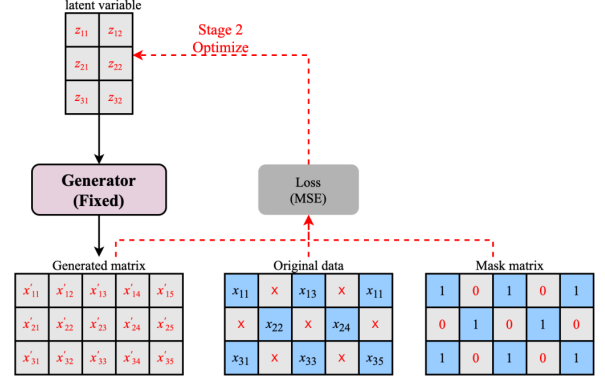 latent variable
z11 z12
z21 z22
z31 z32
Stage 2
Optimize
Generator
(Fixed)
Loss
(MSE)
Generated matrix
x'11 x'12 x'13 x'14 x'15
x'21 x'22 x'23 x'24 x'25
x'31 x'32 x'33 x'34 x'35
Original data
x11 x x13 x x11
x x22 x x24 x
x31 x x33 x x35
Mask matrix
1 0 1 0 1
0 1 0 1 0
1 0 1 0 1